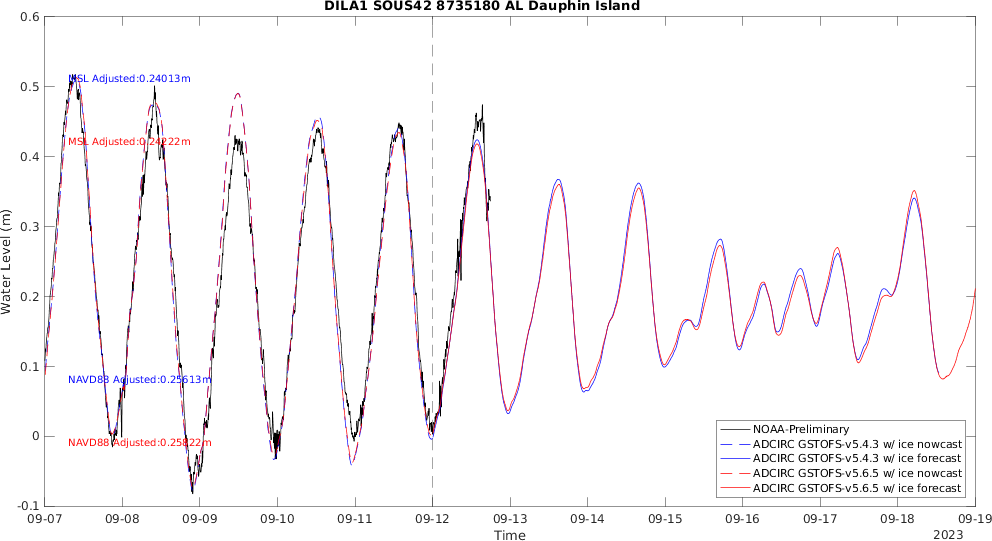 DILA1 SOUS42 8735180 AL Dauphin Island
0.6
0.5
0.4
0.3
0.2
0.1
0
-0.1
Water Level (m)
MSL Adjusted:0.24013m
MSL Adjusted:0.24222m
NAVD88 Adjusted:0.25613m
NAVD88 Adjusted:0.25822m
NOAA-Preliminary
ADCIRC GSTOFS-v5.4.3 w/ ice nowcast
ADCIRC GSTOFS-v5.4.3 w/ ice forecast
ADCIRC GSTOFS-v5.6.5 w/ ice nowcast
ADCIRC GSTOFS-v5.6.5 w/ ice forecast
09-07 09-08 09-09 09-10 09-11 09-12 09-13 09-14 09-15 09-16 09-17 09-18 09-19
Time
2023